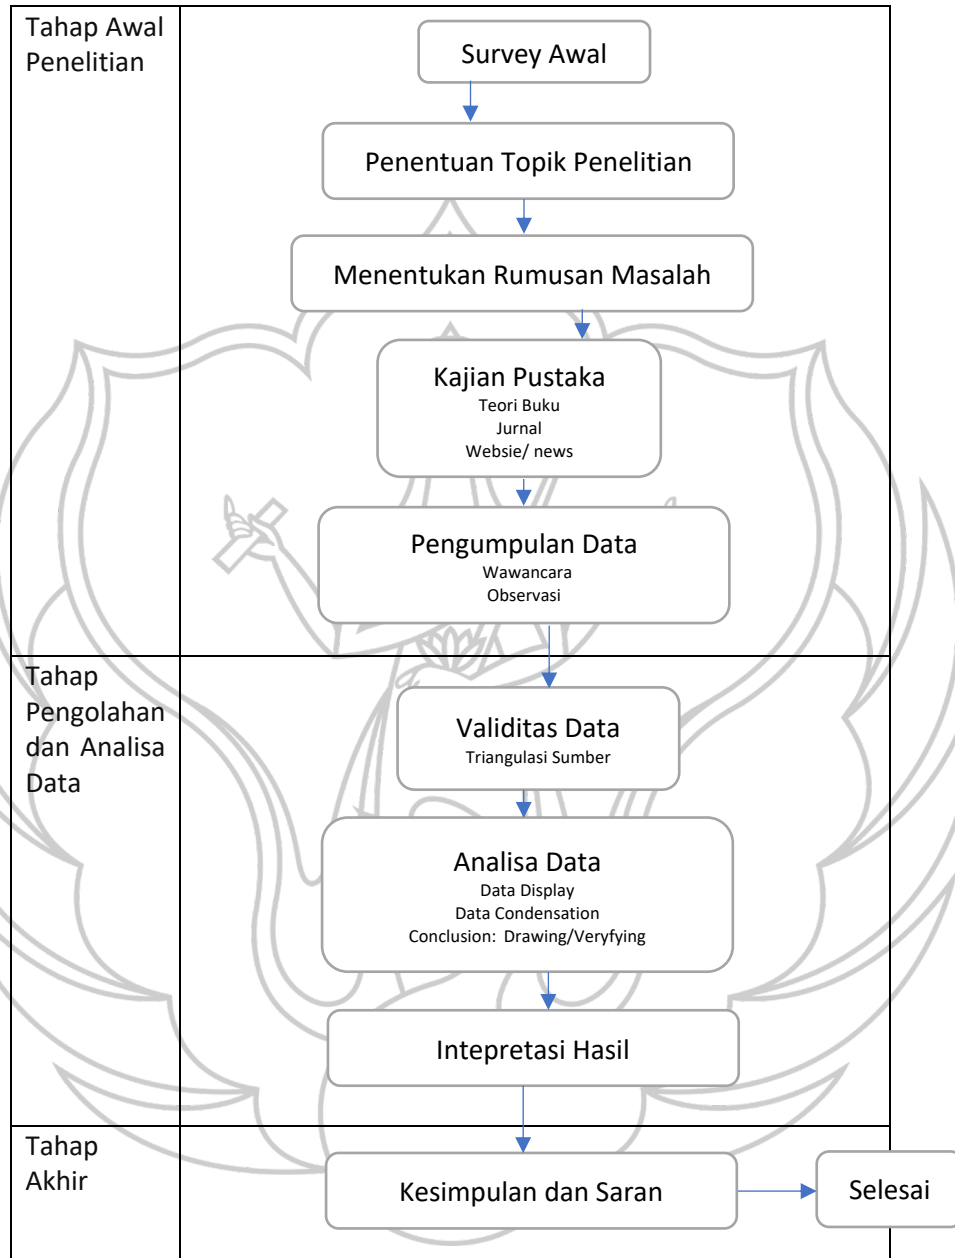 Tahap Awal
Penelitian
Survey Awal
Penentuan Topik Penelitian
Menentukan Rumusan Masalah
Kajian Pustaka
Teori Buku
Jurnal
Websie/ news
Pengumpulan Data
Wawancara
Observasi
Tahap
Pengolahan
dan Analisa
Data
Validitas Data
Triangulasi Sumber
Analisa Data
Data Display
Data Condensation
Conclusion: Drawing/Veryfying
Intepretasi Hasil
Tahap
Akhir
Kesimpulan dan Saran
Selesai